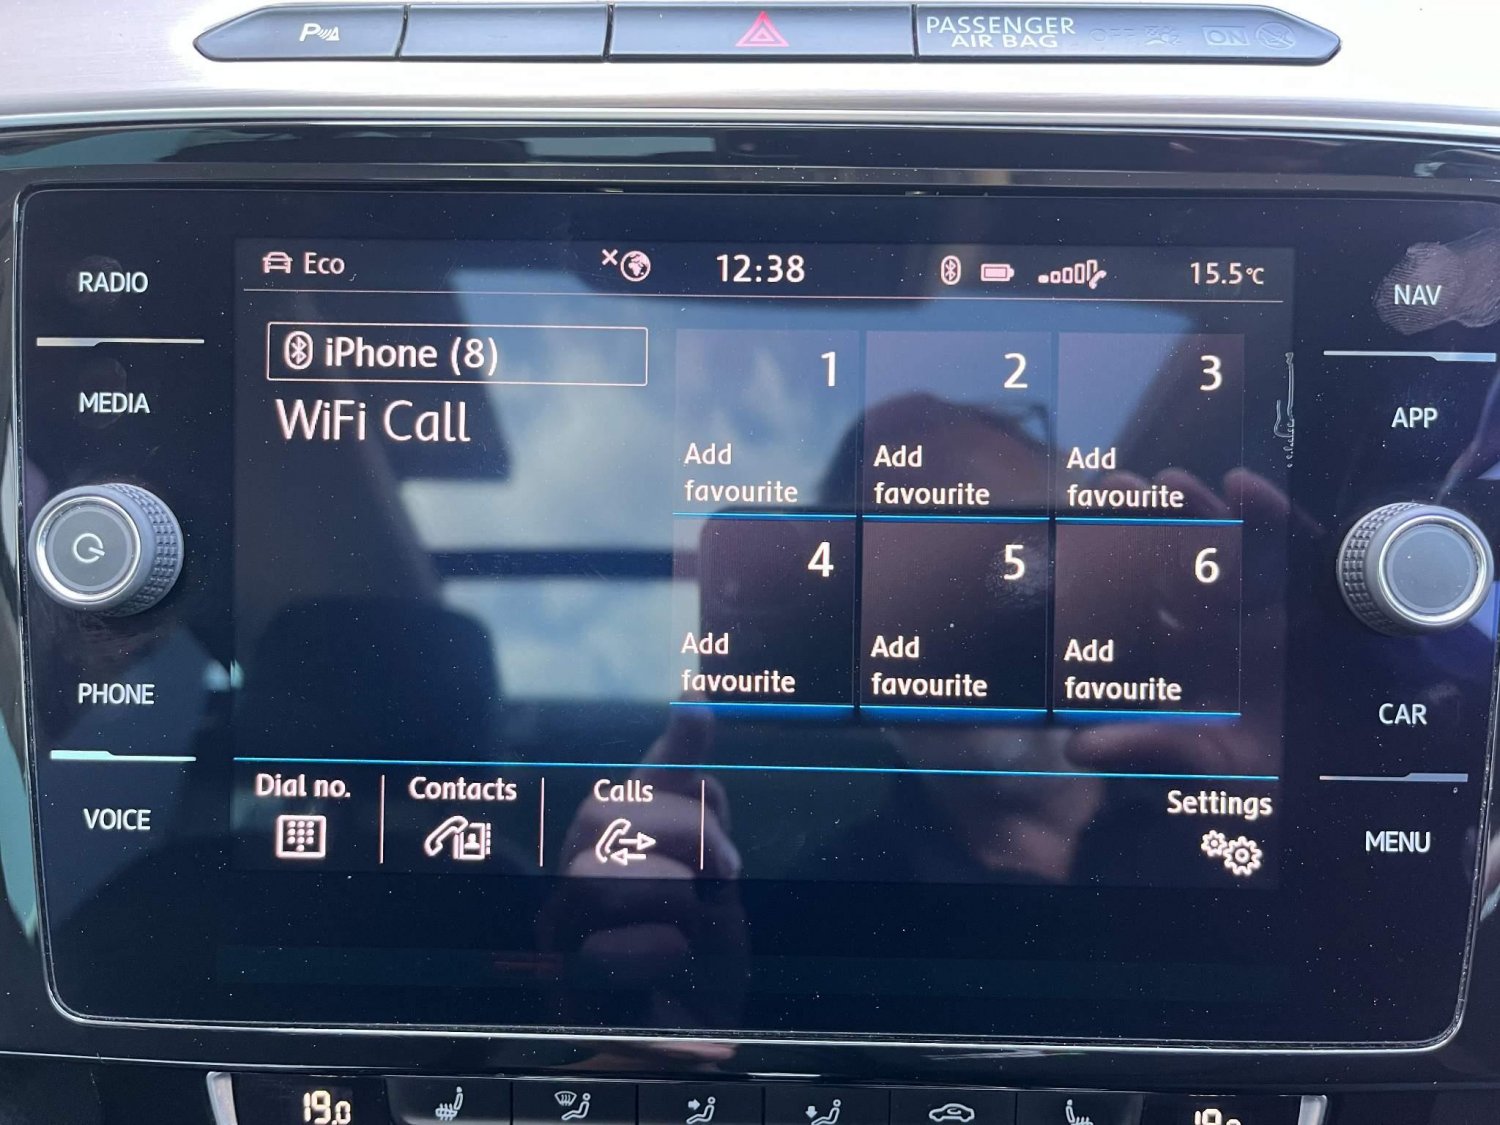 P
PASSENGER
AIR BAG
OFF
ON
RADIO
MEDIA
PHONE
VOICE
Eco
12:38
15.5°C
iPhone (8)
WiFi Call
1
Add
favourite
2
Add
favourite
3
Add
favourite
4
Add
favourite
5
Add
favourite
6
Add
favourite
Dial no.
Contacts
Calls
Settings
NAV
APP
CAR
MENU
19.0